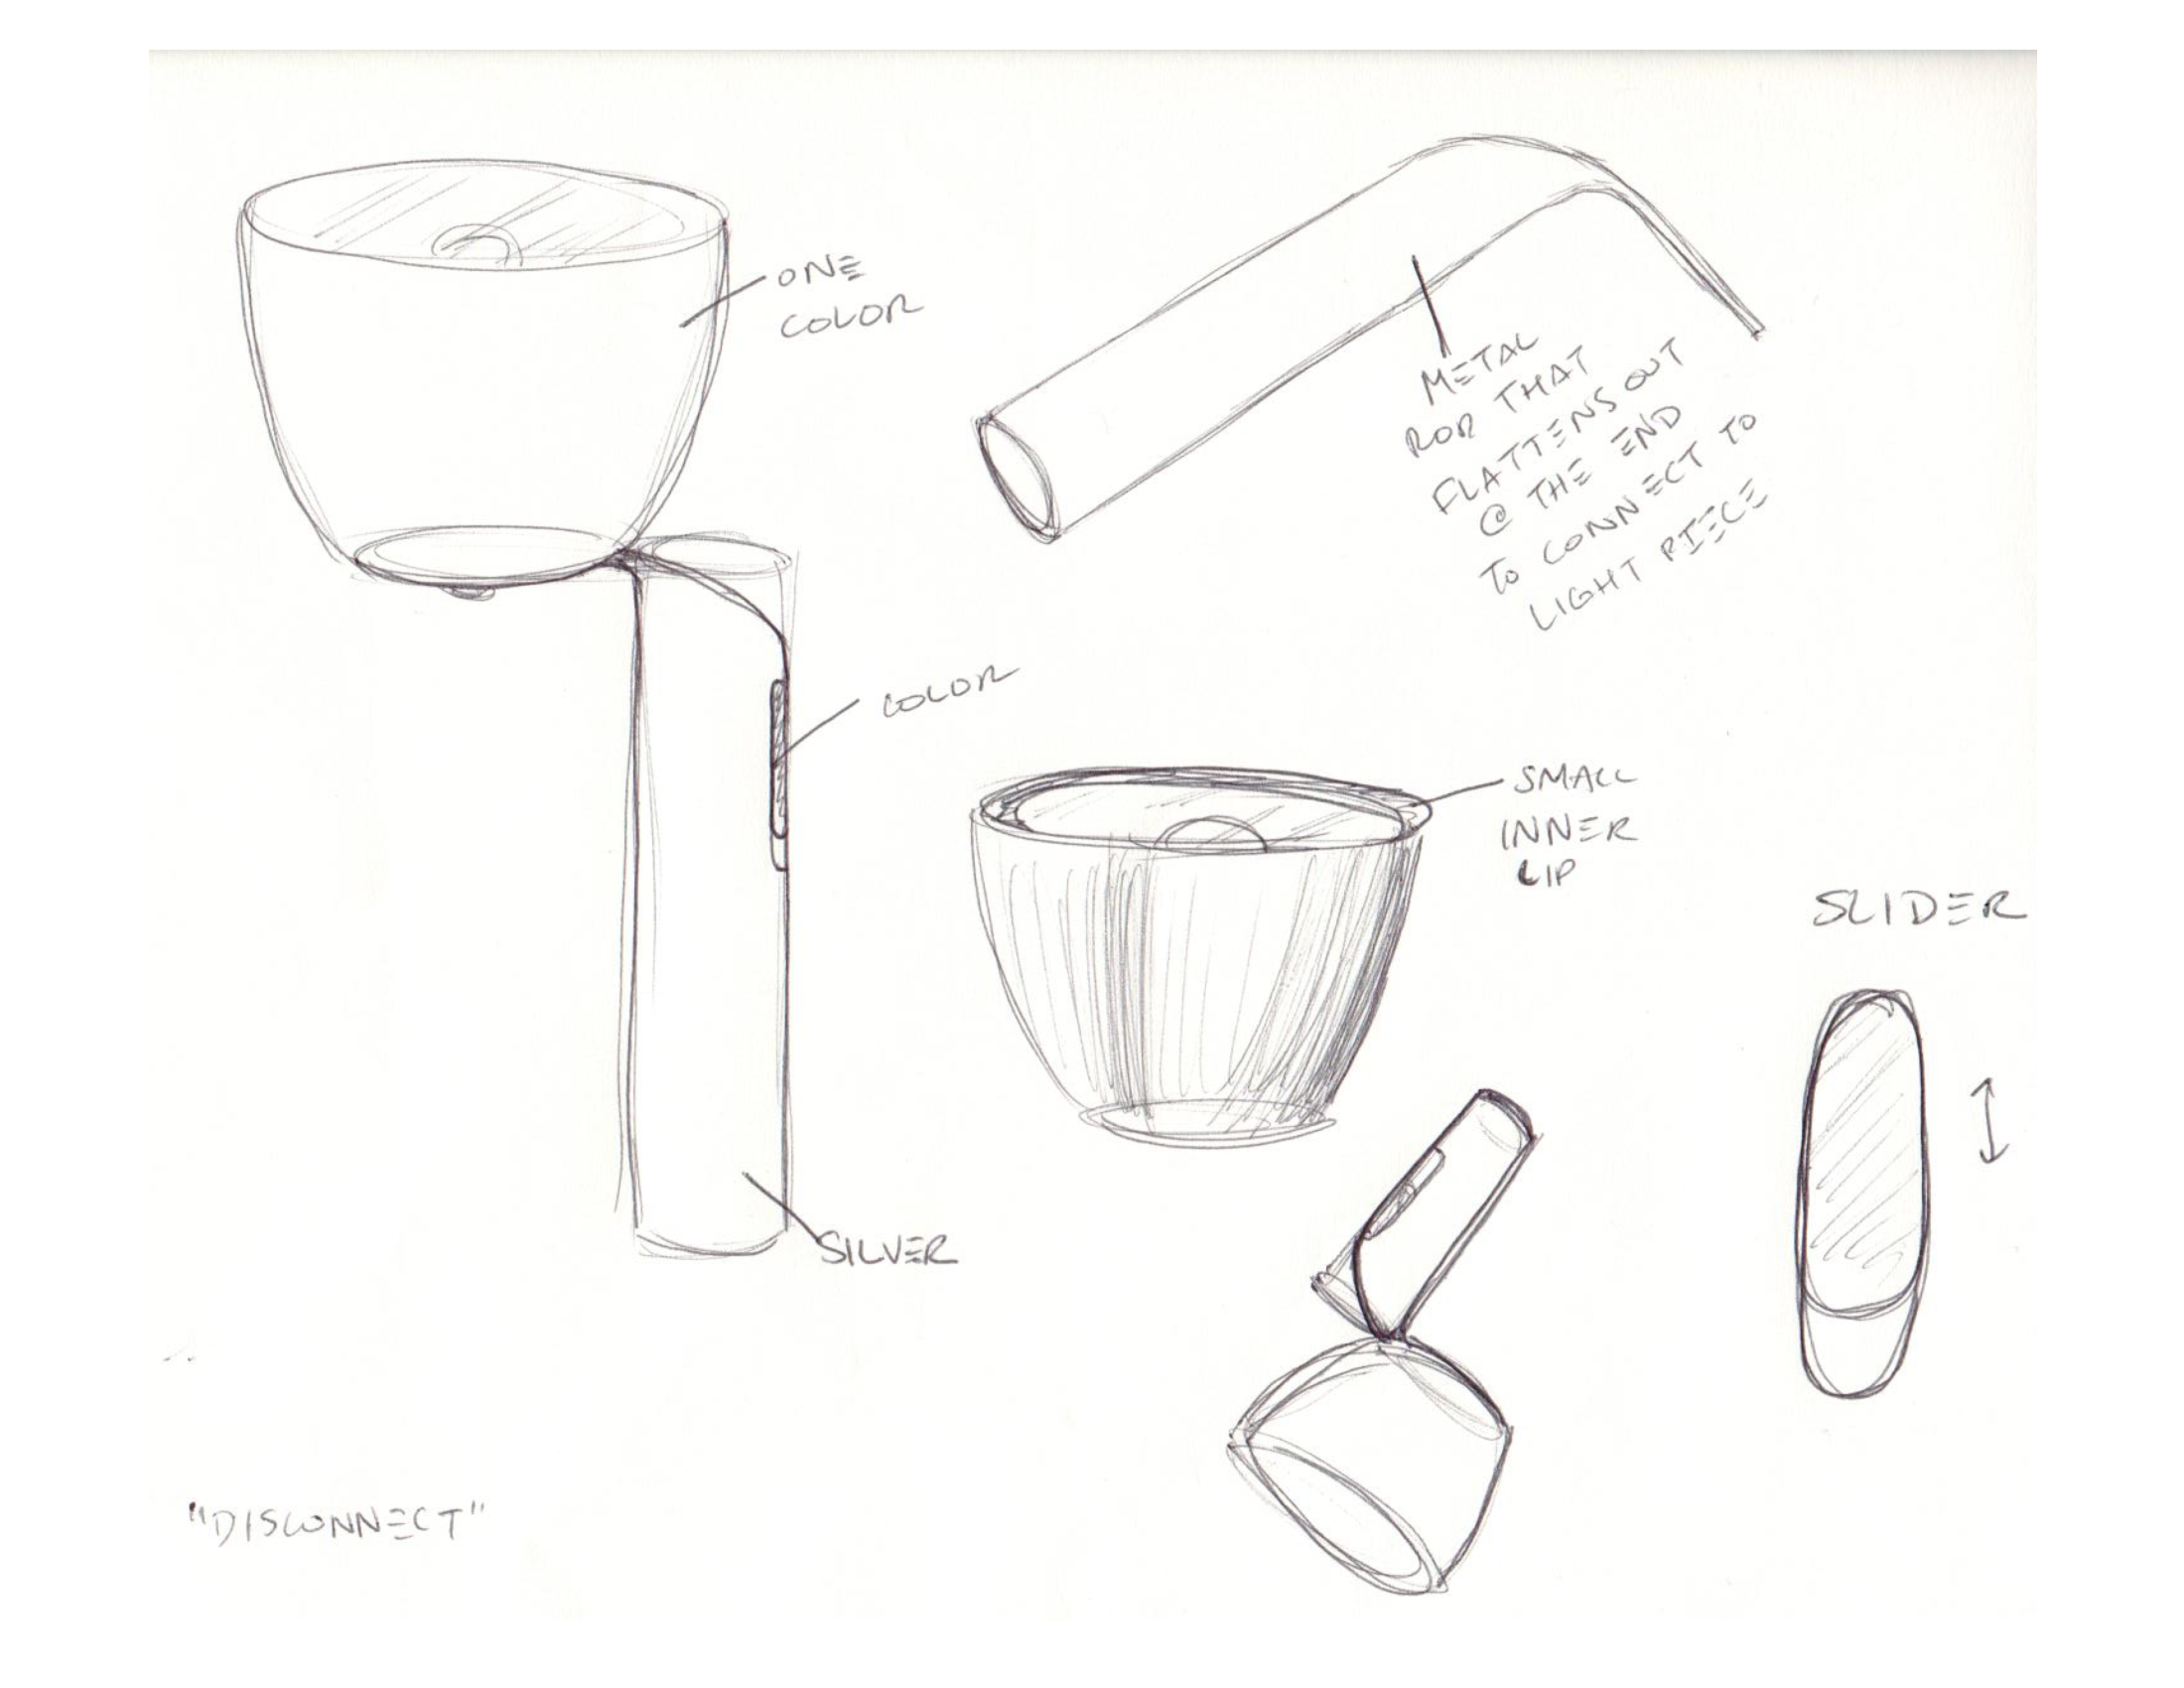 ONE
COLOR
METAL
ROD THAT
FLATTENS OUT
@ THE END
TO CONNECT TO
LIGHT PIECE
COLOR
SMALL
INNER
LIP
SLIDER
SILVER
"DISCONNECT"